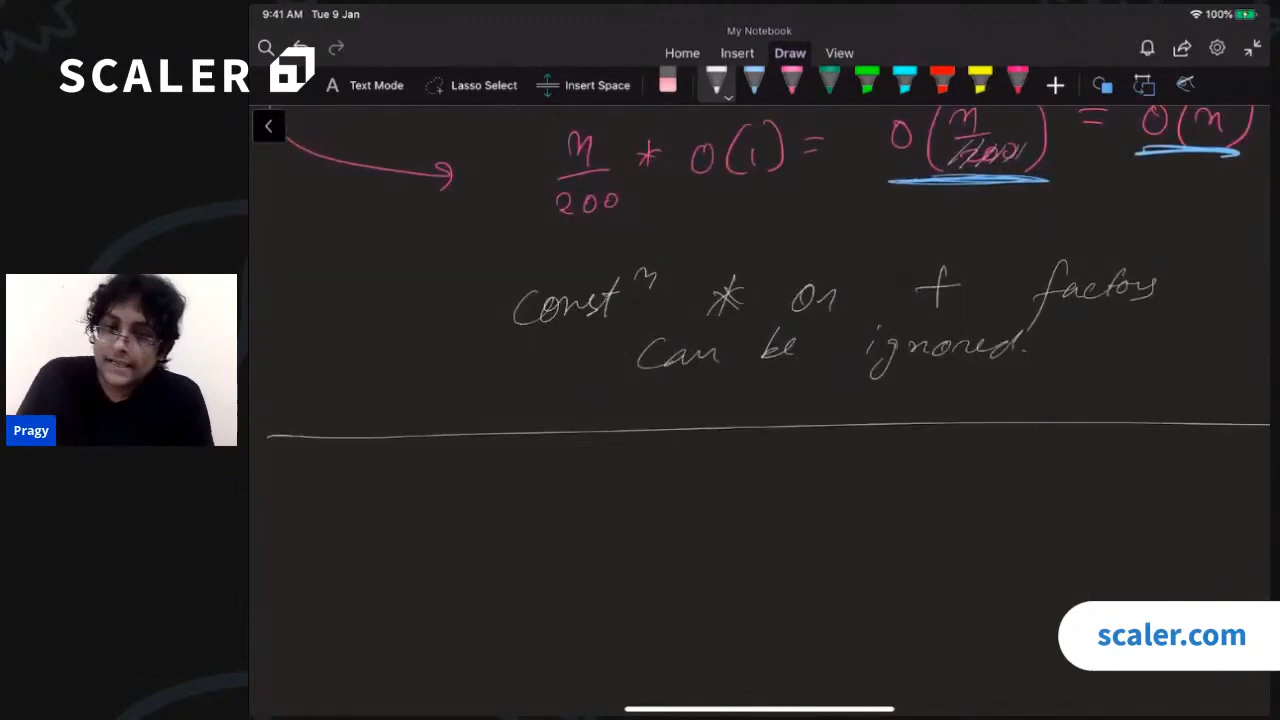 9:41 AM Tue 9 Jan
100%
My Notebook
Home Insert Draw View
SCALER
Text Mode Lasso Select Insert Space
n/200 * O(1) = O(n/200) = O(n)
const * or + factors
can be ignored.
Pragy
scaler.com